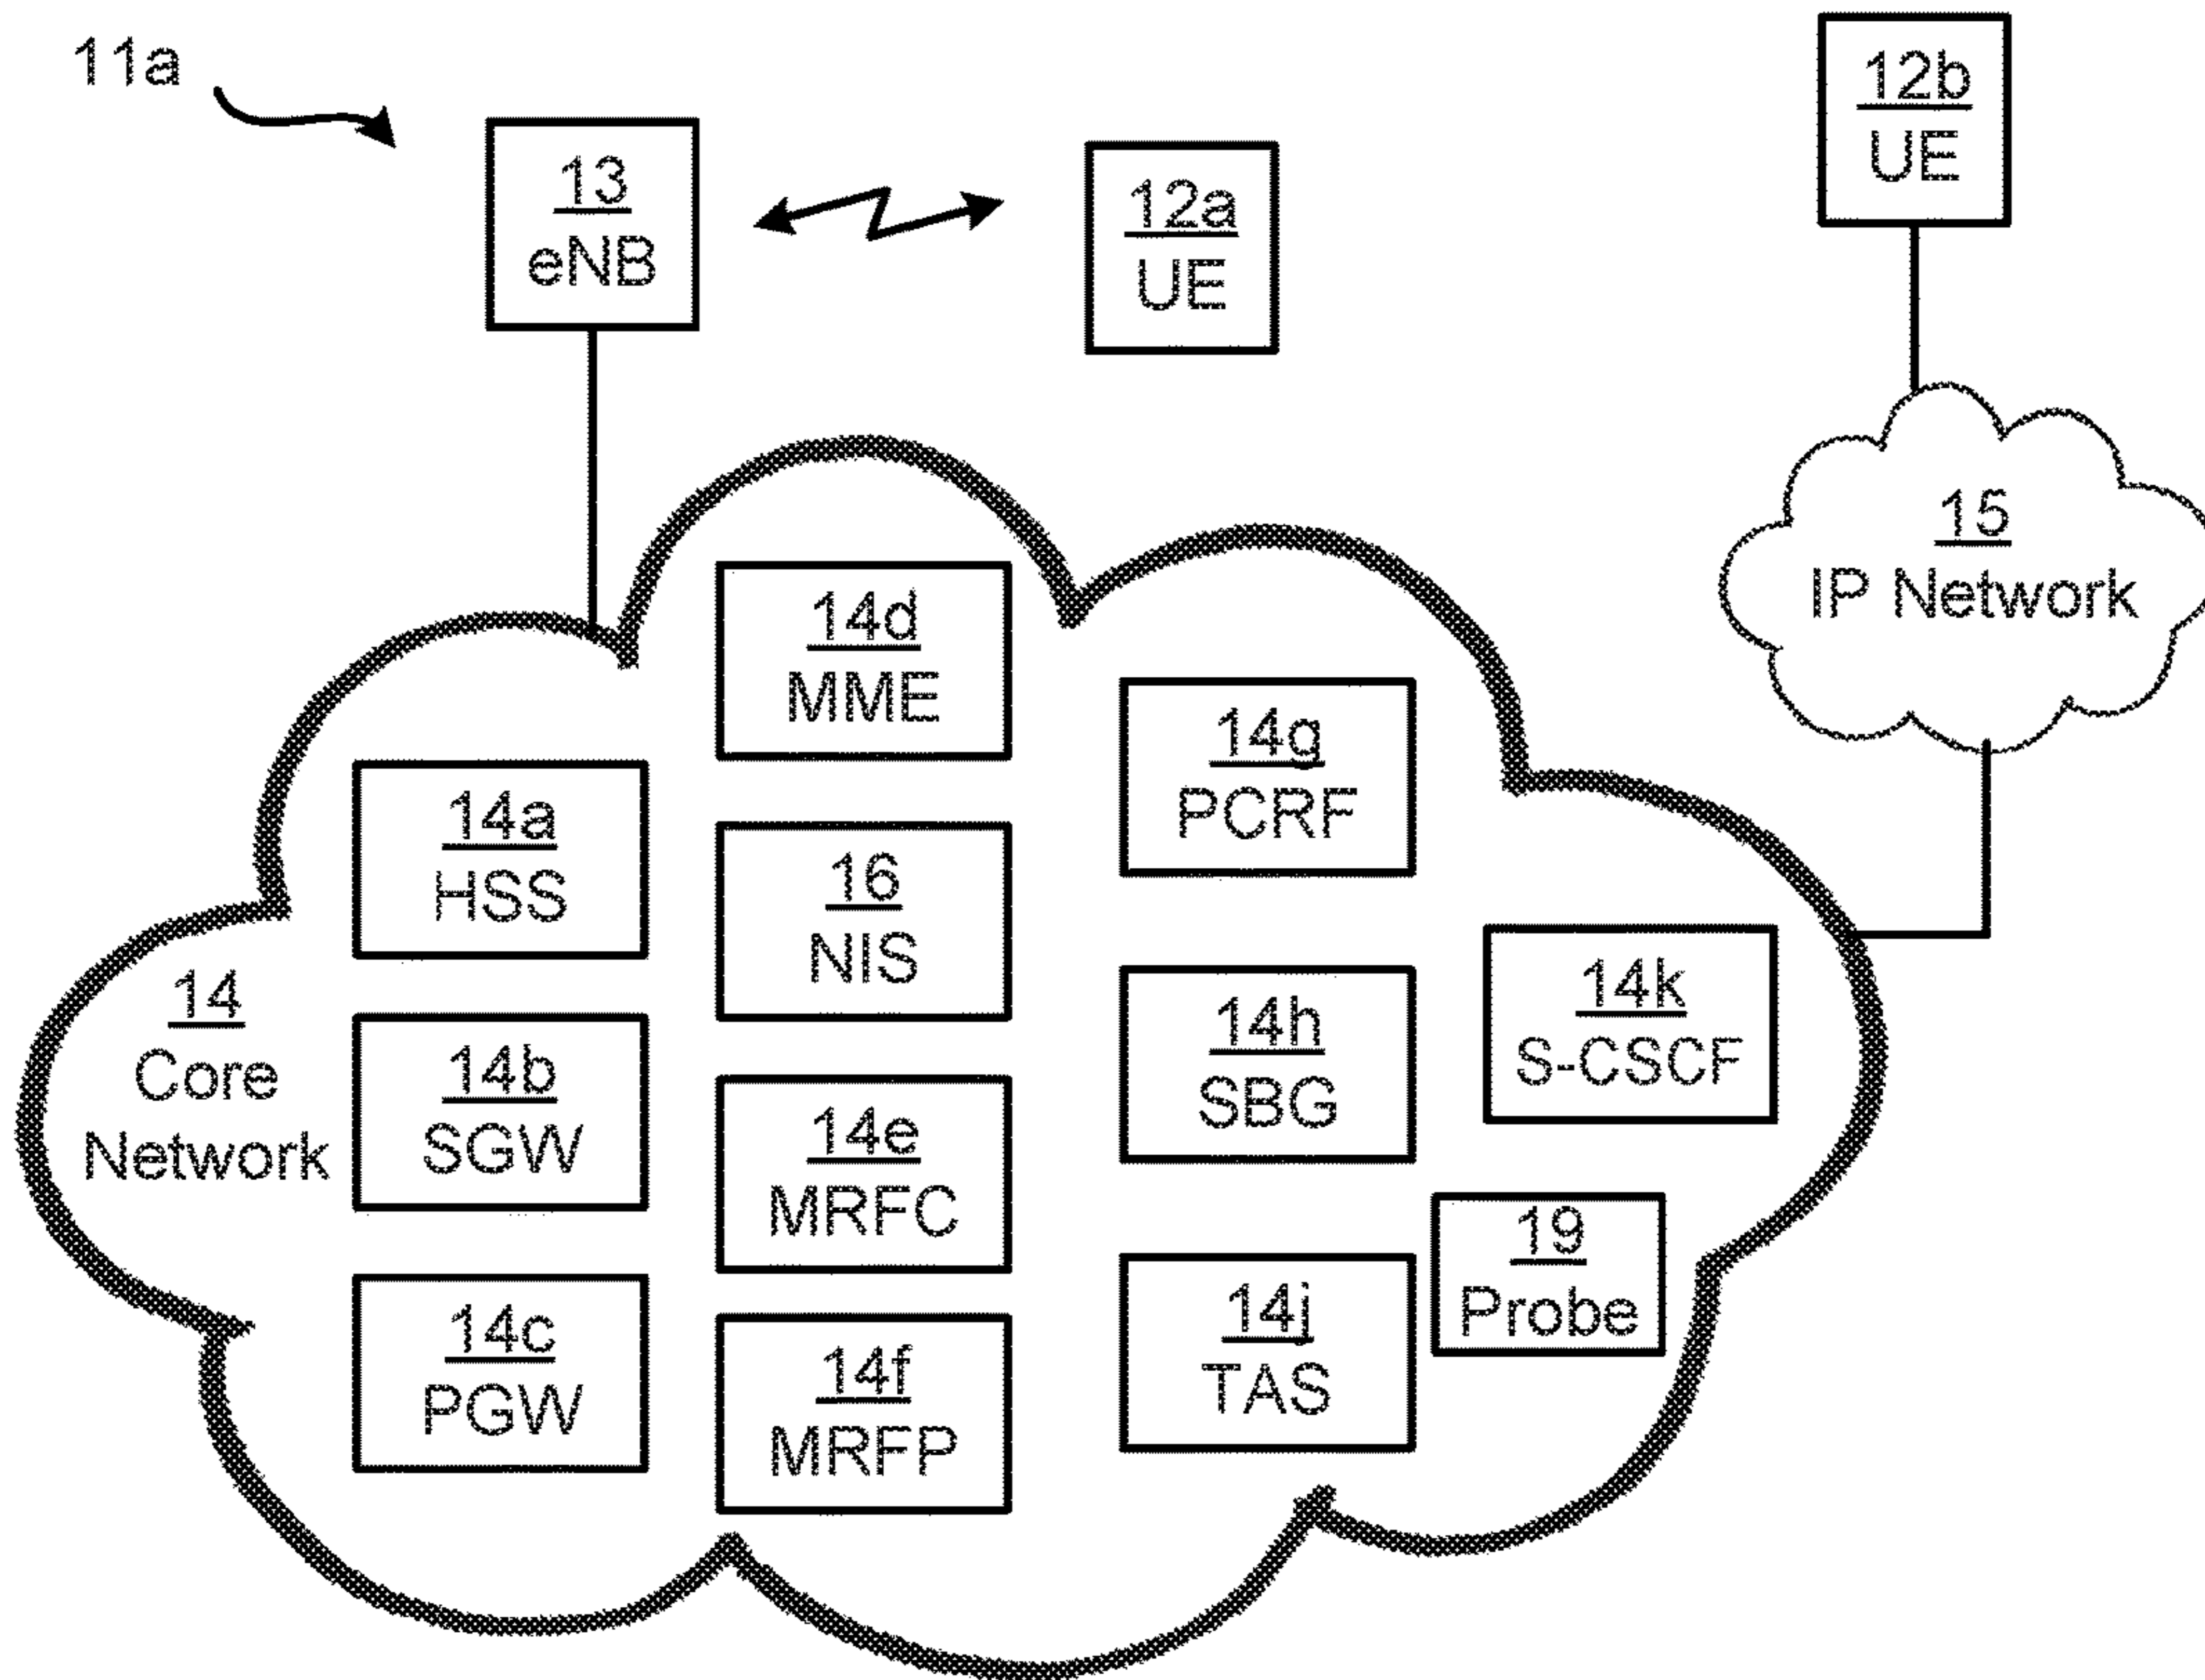 11a
13
eNB
12a
UE
12b
UE
15
IP Network
14
Core
Network
14a
HSS
14b
SGW
14c
PGW
14d
MME
16
NIS
14e
MRFC
14f
MRFP
14g
PCRF
14h
SBG
14j
TAS
14k
S-CSCF
19
Probe